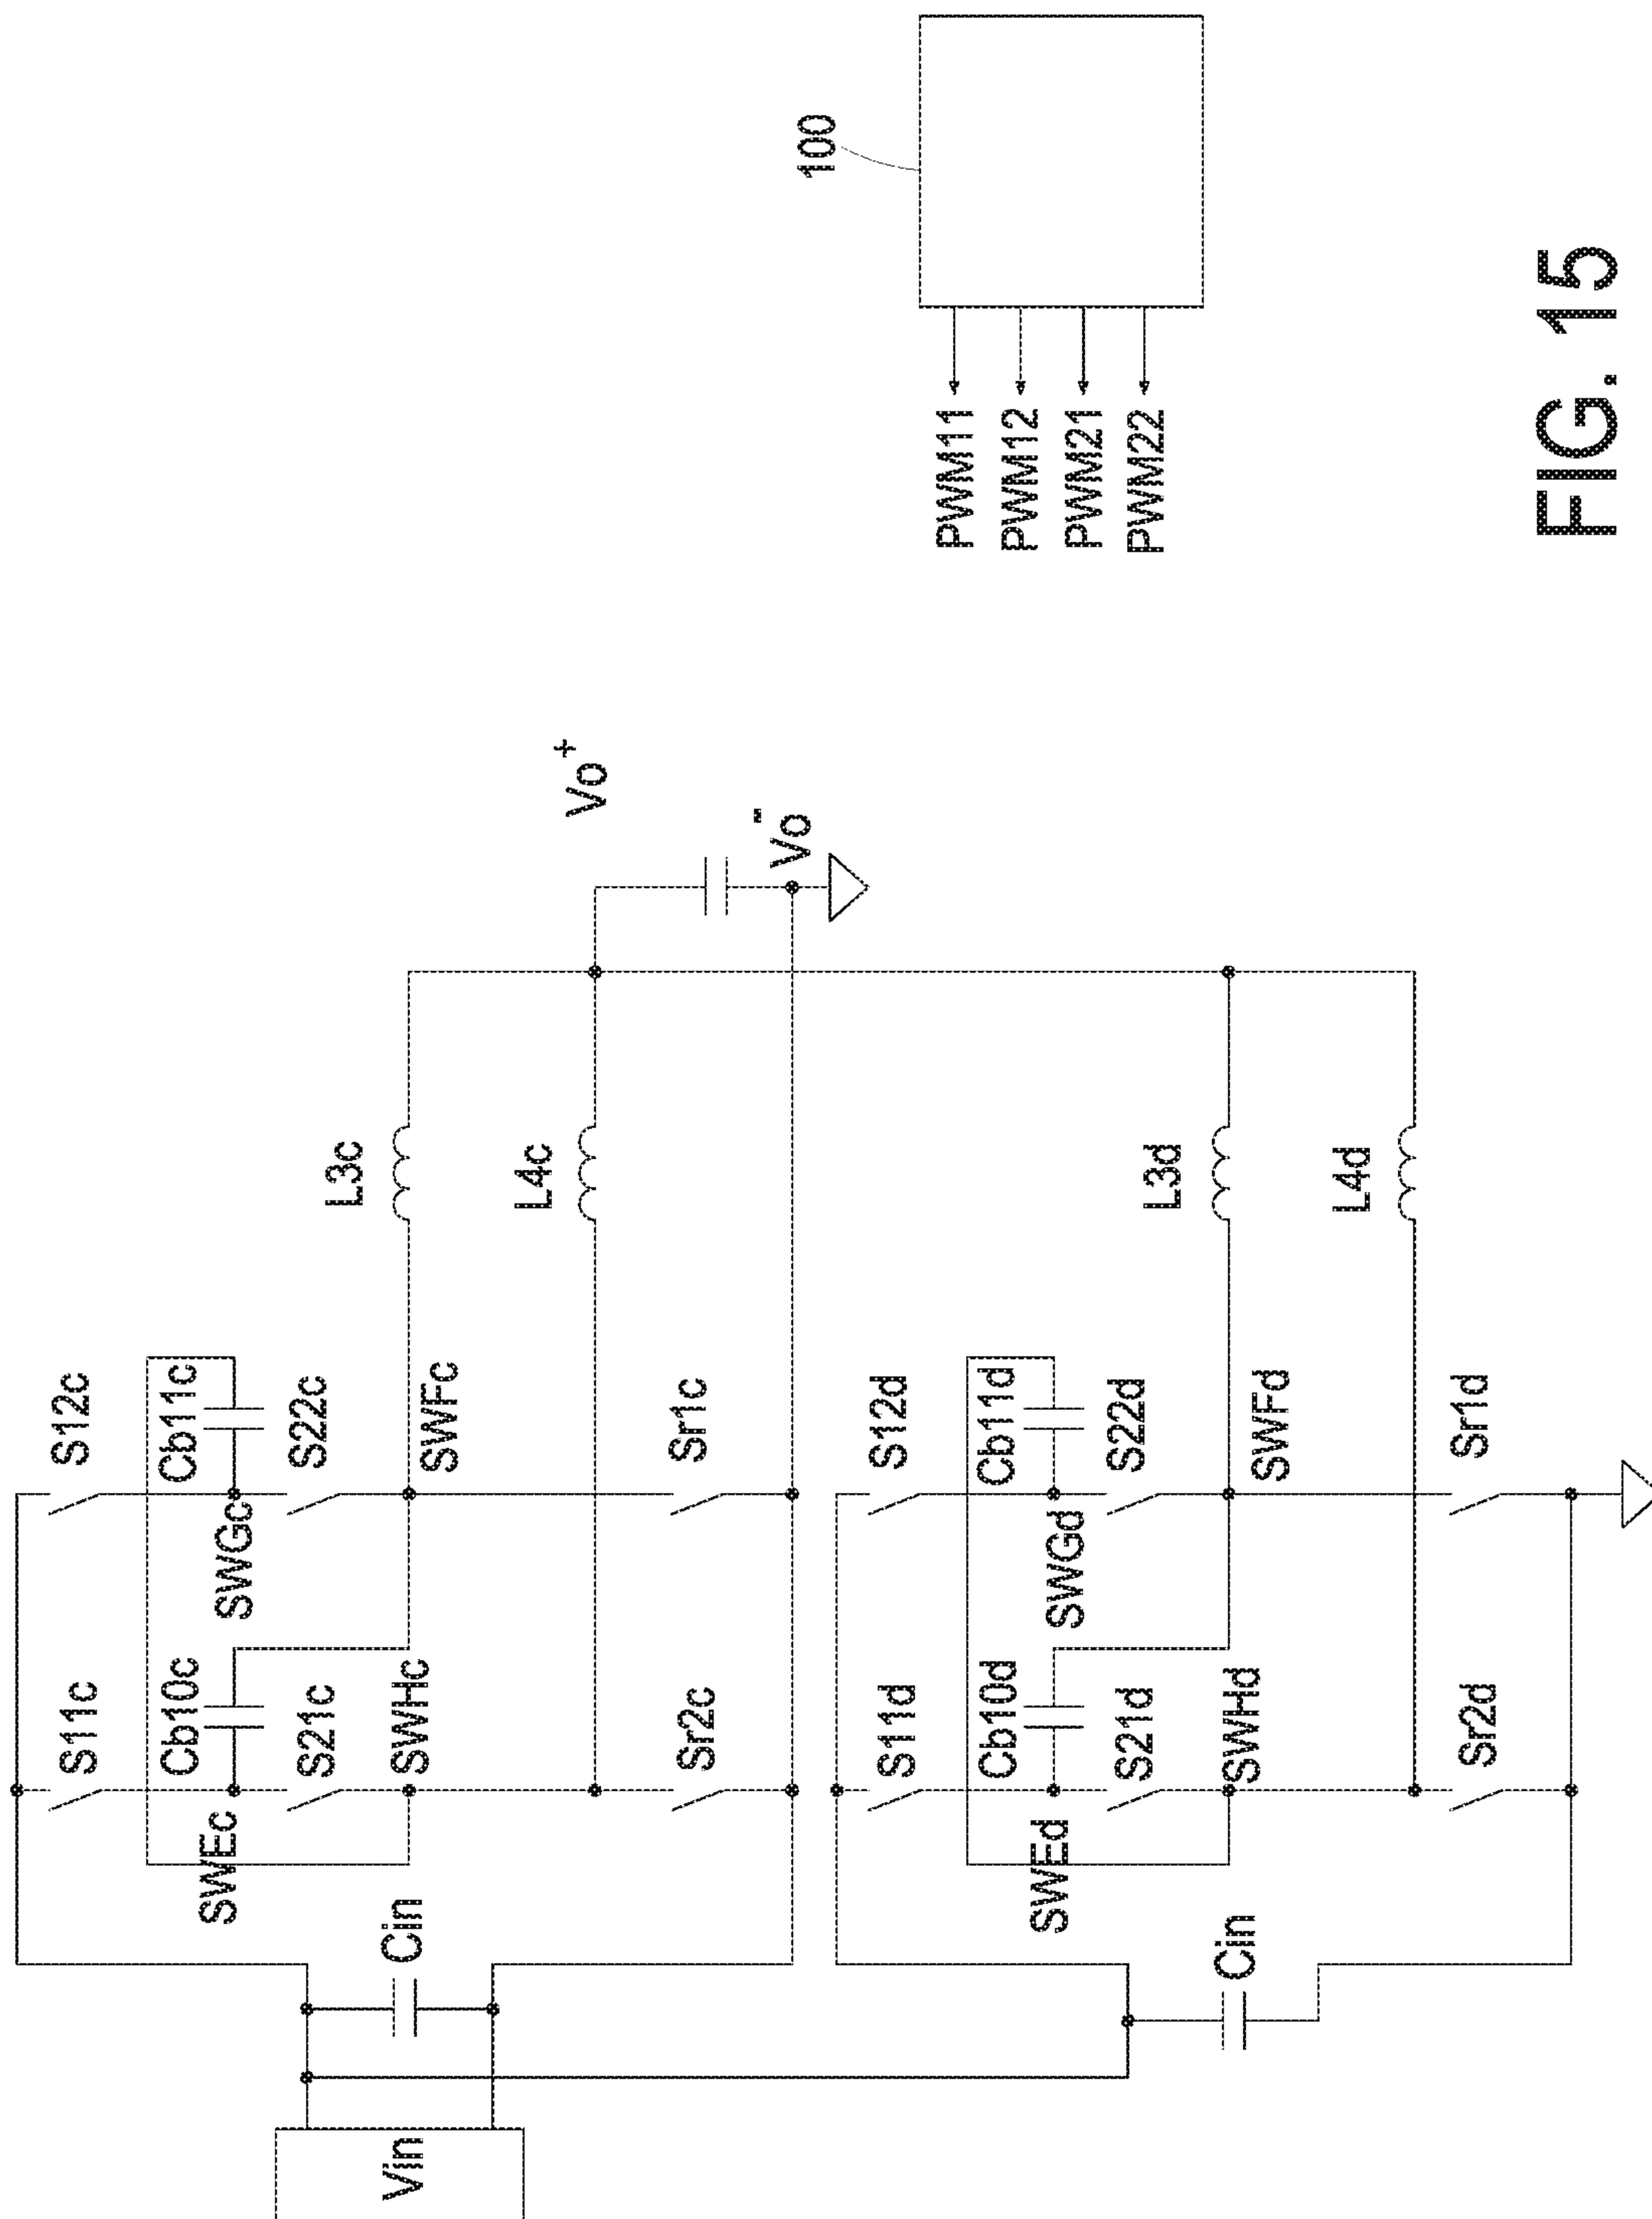 S11c
S12c
Cb10c
Cb11c
SWEc
SWGc
S21c
S22c
L3c
Vin
Cin
SWHc
SWFc
L4c
Vo+
Sr2c
Sr1c
Vo-
S11d
S12d
Cb10d
Cb11d
SWEd
SWGd
S21d
S22d
L3d
Cin
SWHd
SWFd
L4d
Sr2d
Sr1d
100
PWM11
PWM12
PWM21
PWM22
FIG. 15